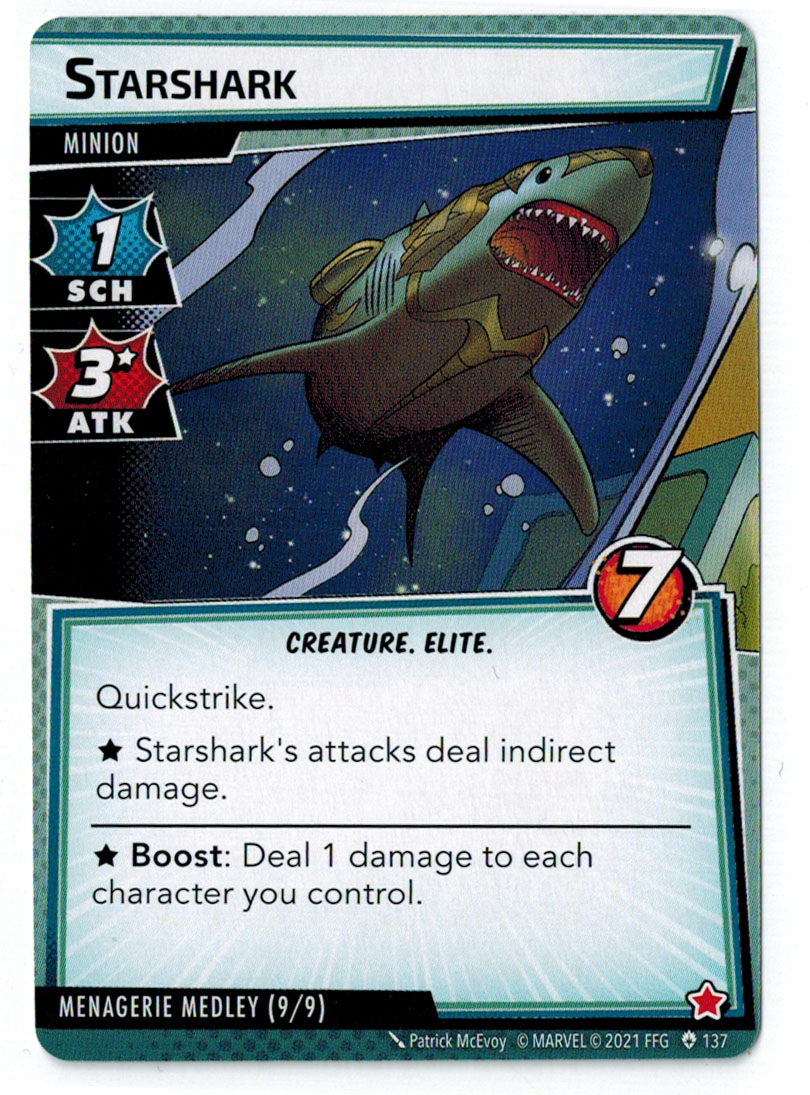 STARSHARK
MINION
1
SCH
3★
ATK
7
CREATURE. ELITE.
Quickstrike.
★ Starshark's attacks deal indirect
damage.
★ Boost: Deal 1 damage to each
character you control.
MENAGERIE MEDLEY (9/9)
Patrick McEvoy © MARVEL © 2021 FFG 137